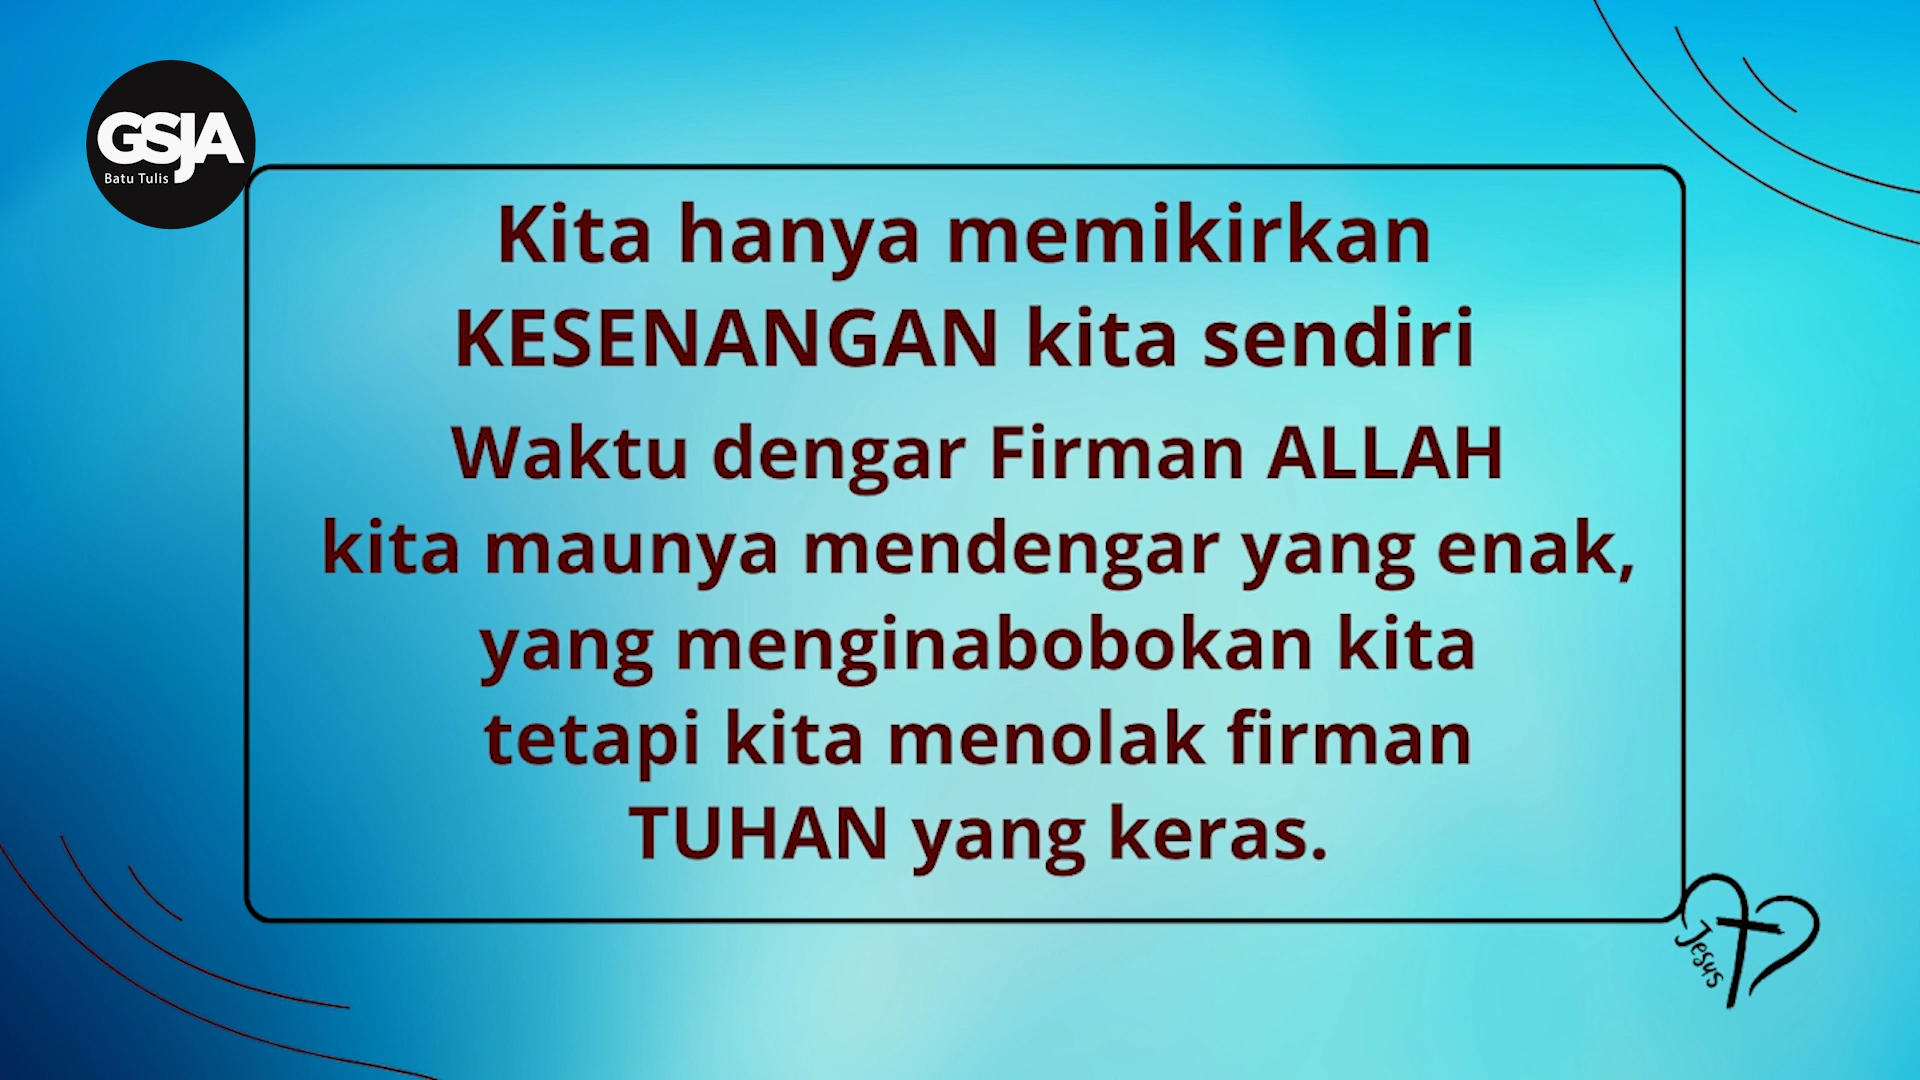 GSJA
Batu Tulis
Kita hanya memikirkan
KESENANGAN kita sendiri
Waktu dengar Firman ALLAH
kita maunya mendengar yang enak,
yang menginabobokan kita
tetapi kita menolak firman
TUHAN yang keras.
Jesus